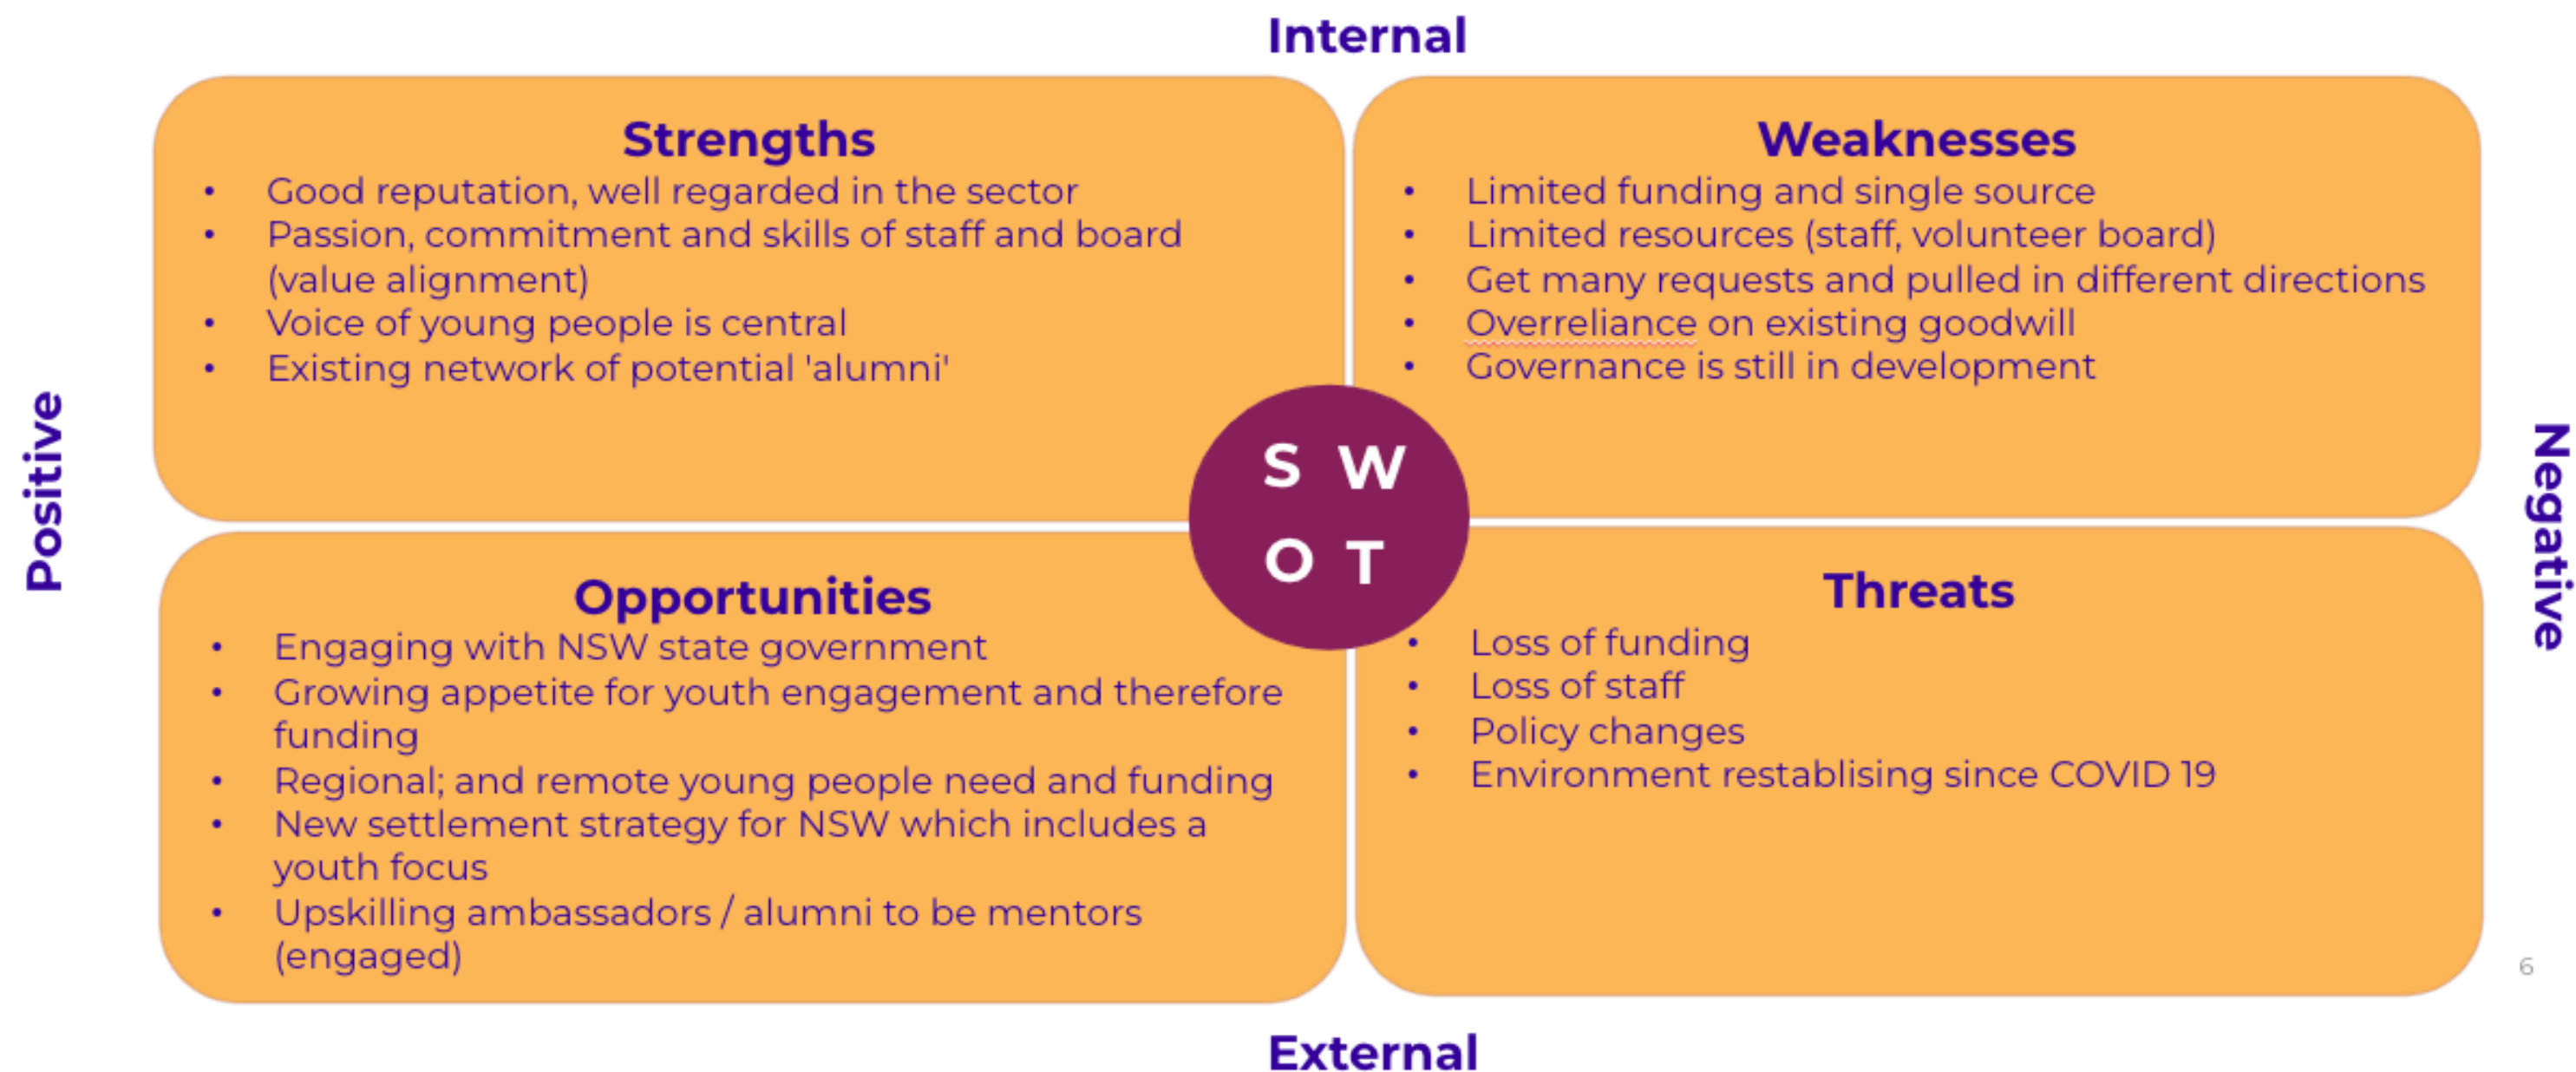 Internal
Strengths
• Good reputation, well regarded in the sector
• Passion, commitment and skills of staff and board
(value alignment)
• Voice of young people is central
• Existing network of potential 'alumni'
Weaknesses
• Limited funding and single source
• Limited resources (staff, volunteer board)
• Get many requests and pulled in different directions
• Overreliance on existing goodwill
• Governance is still in development
Positive
S W
O T
Negative
Opportunities
• Engaging with NSW state government
• Growing appetite for youth engagement and therefore
funding
• Regional; and remote young people need and funding
• New settlement strategy for NSW which includes a
youth focus
• Upskilling ambassadors / alumni to be mentors
(engaged)
Threats
• Loss of funding
• Loss of staff
• Policy changes
• Environment restablising since COVID 19
6
External